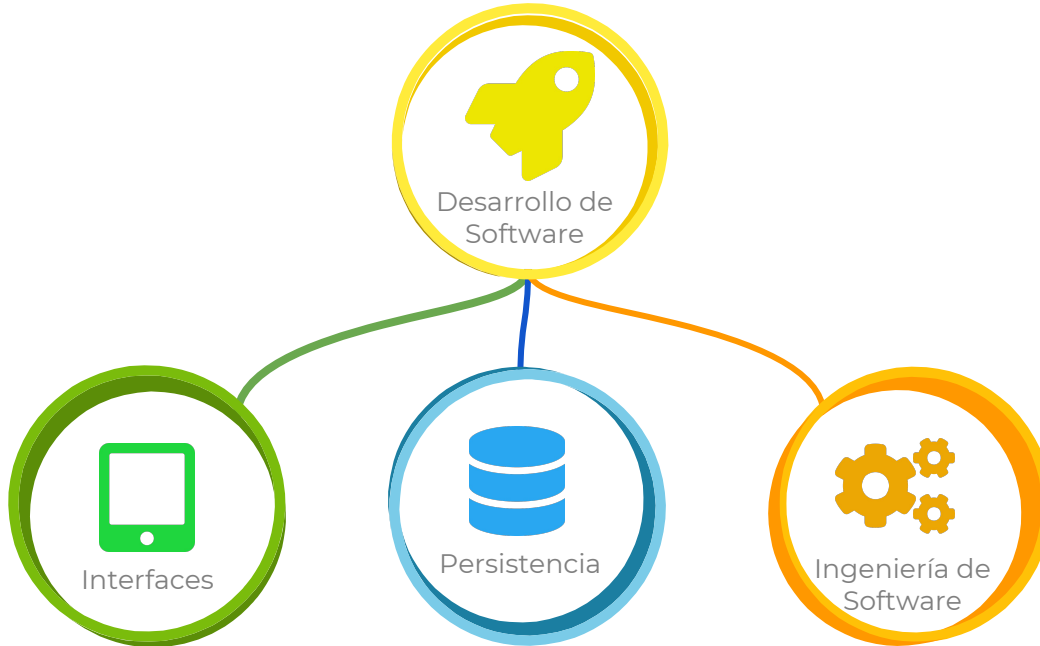 Desarrollo de
Software
Interfaces
Persistencia
Ingeniería de
Software